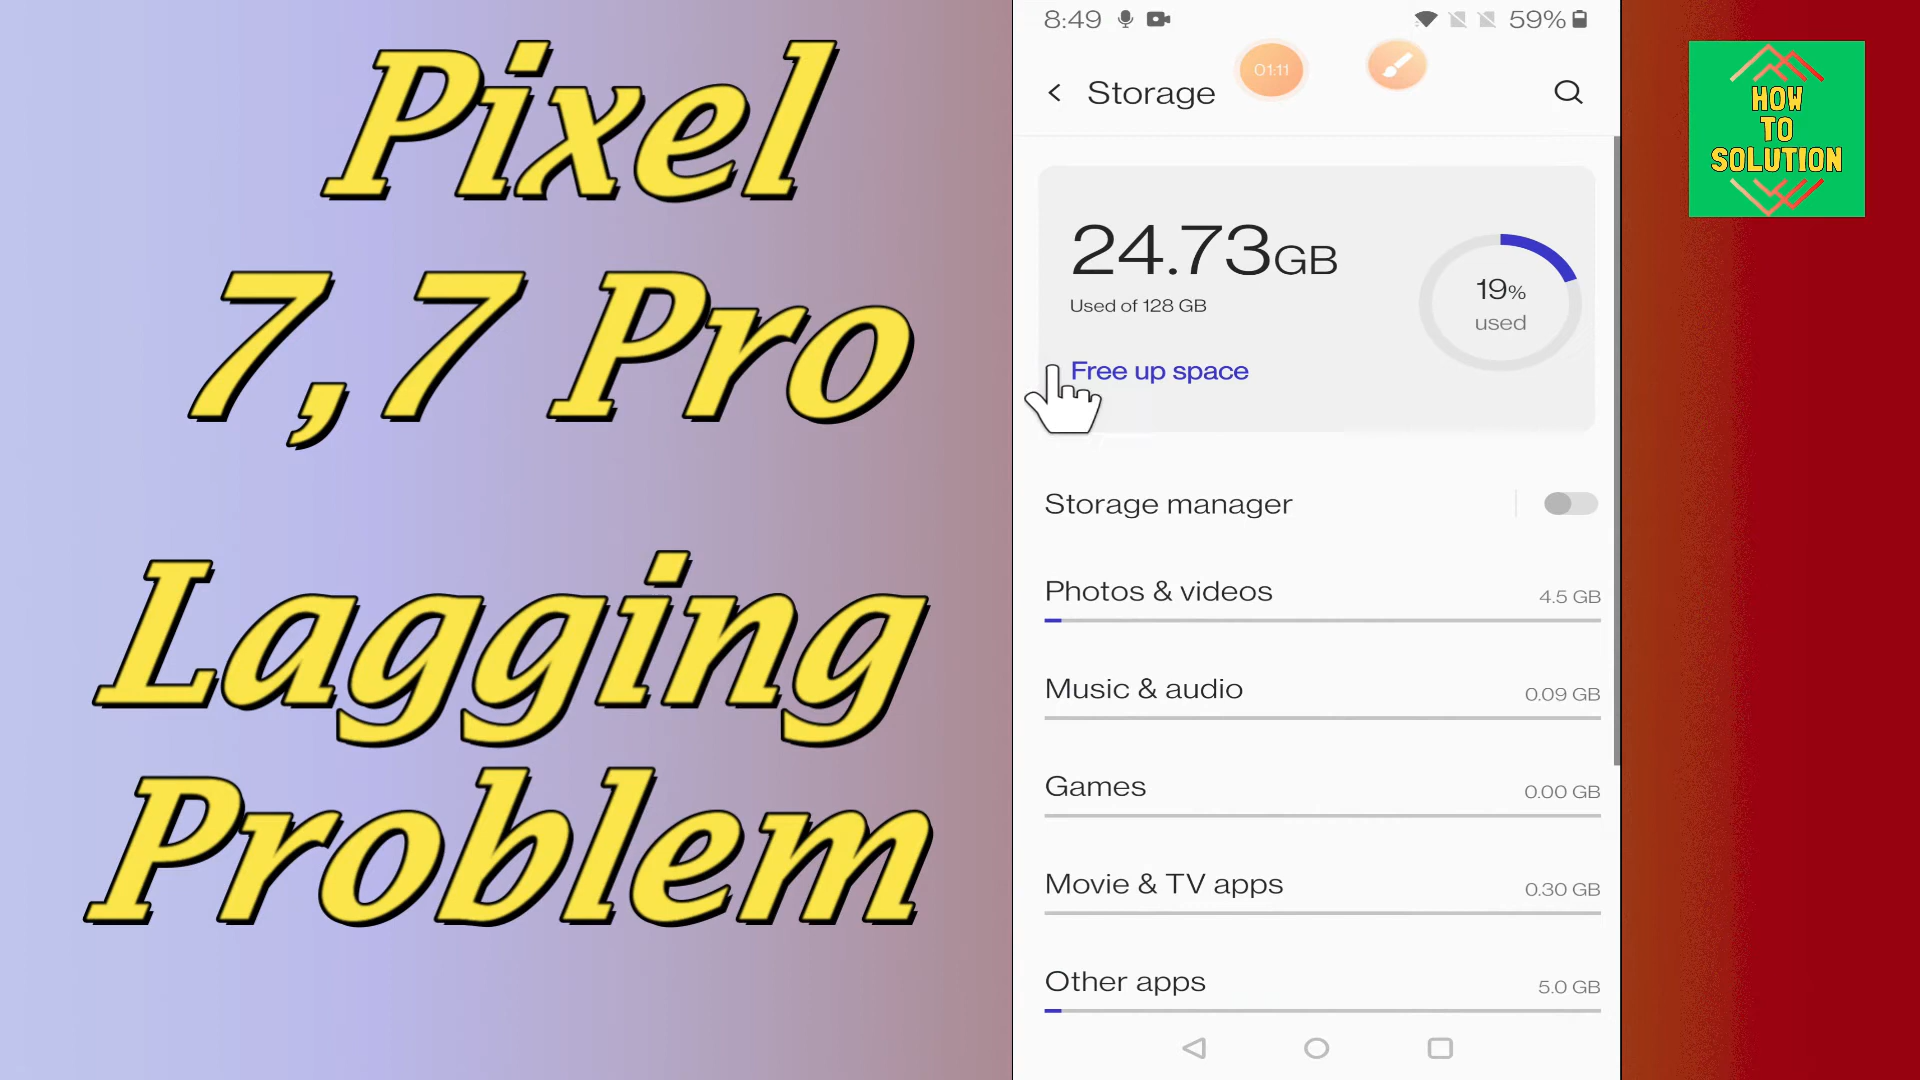 Pixel
7,7 Pro
Lagging
Problem
8:49
59%
01:11
Storage
24.73GB
Used of 128 GB
19%
used
Free up space
Storage manager
Photos & videos
4.5 GB
Music & audio
0.09 GB
Games
0.00 GB
Movie & TV apps
0.30 GB
Other apps
5.0 GB
HOW
TO
SOLUTION